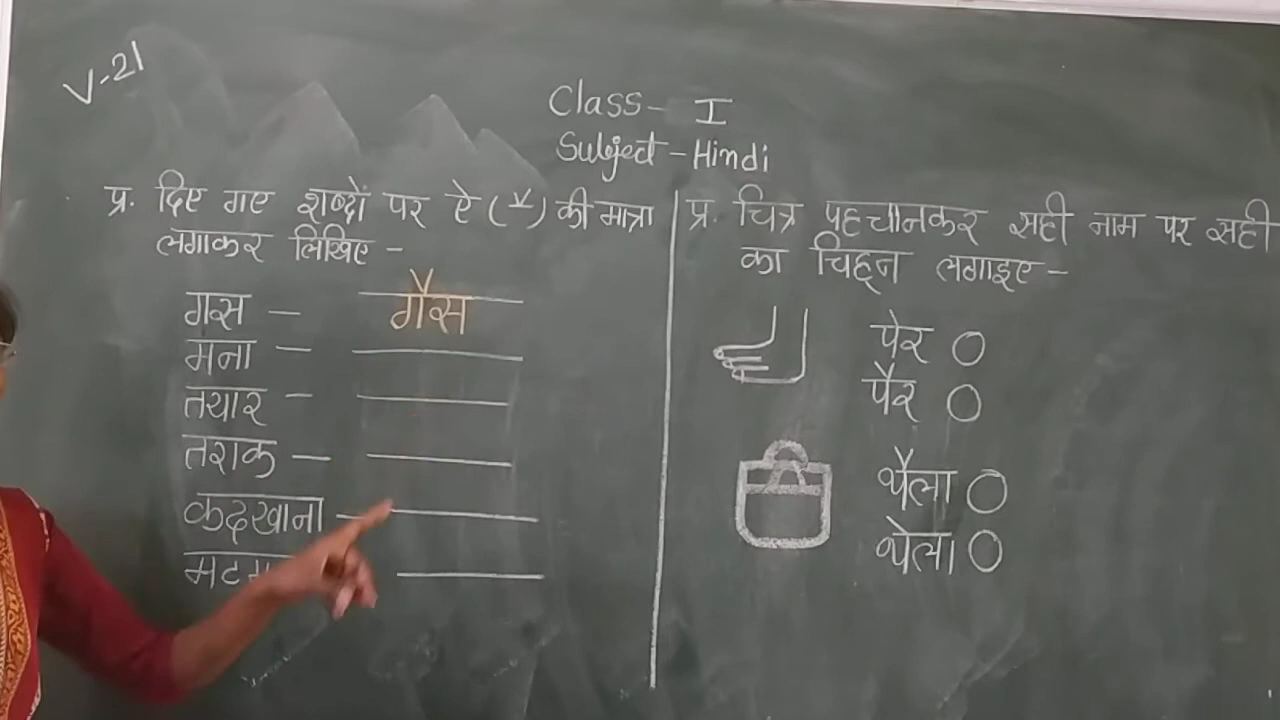 V-21
Class- I
Subject-Hindi
प्र. दिए गए शब्दों पर ऐ (ै) की मात्रा
लगाकर लिखिए -
गस - गैस
मना -
तयार -
तराक -
कदखाना -
प्र. चित्र पहचानकर सही नाम पर सही
का चिह्न लगाइए -
पेर
पैर
थैला
थेला